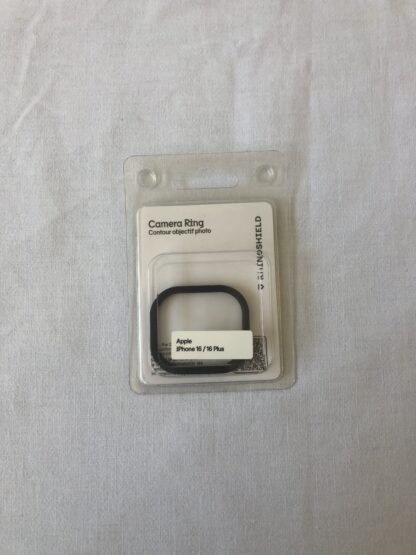 Camera Ring
Contour objectif photo
RHINOSHIELD
Apple
iPhone 16 / 16 Plus